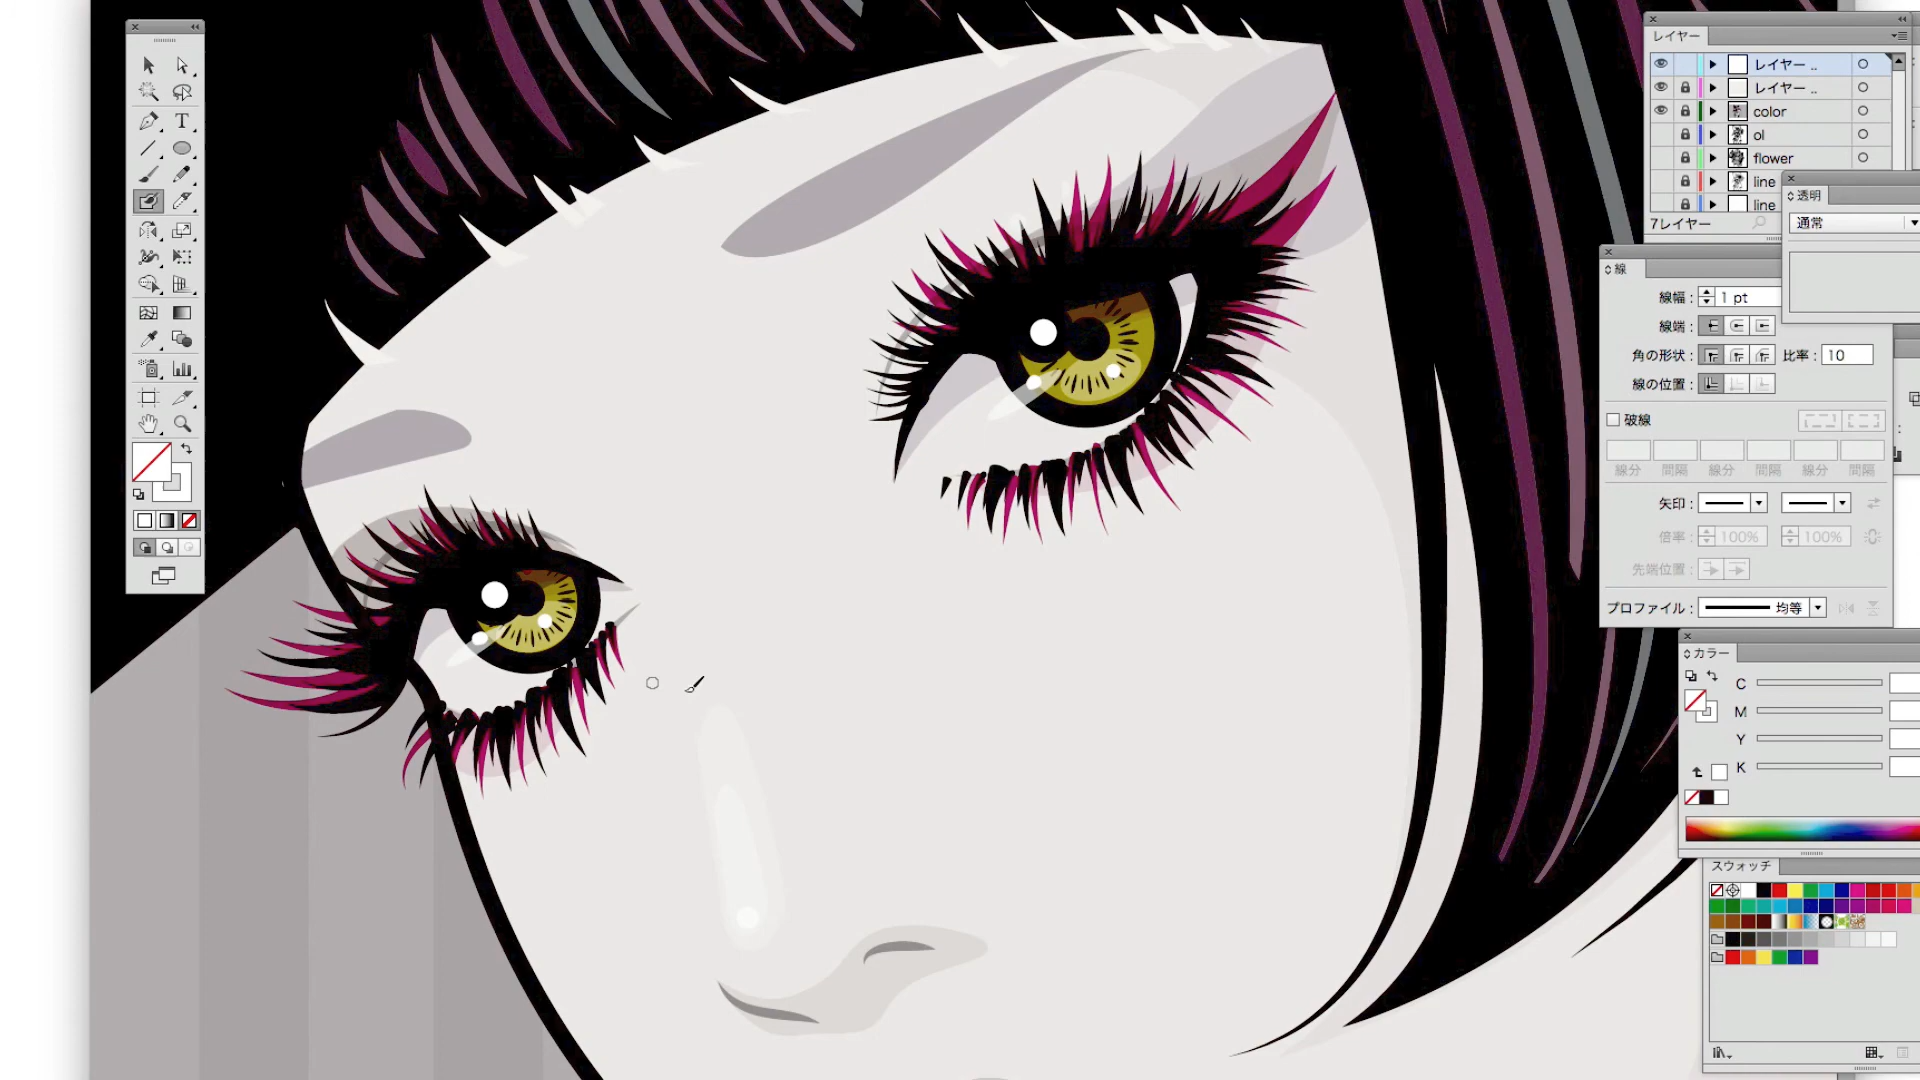 T
レイヤー
レイヤー ..
レイヤー ..
color
ol
flower
line
line
7レイヤー
透明
通常
線
線幅 : 1 pt
線端 :
角の形状 : 比率 : 10
線の位置 :
破線
線分 間隔 線分 間隔 線分 間隔
矢印 :
倍率 : 100% 100%
先端位置 :
プロファイル : 均等
カラー
C
M
Y
K
スウォッチ